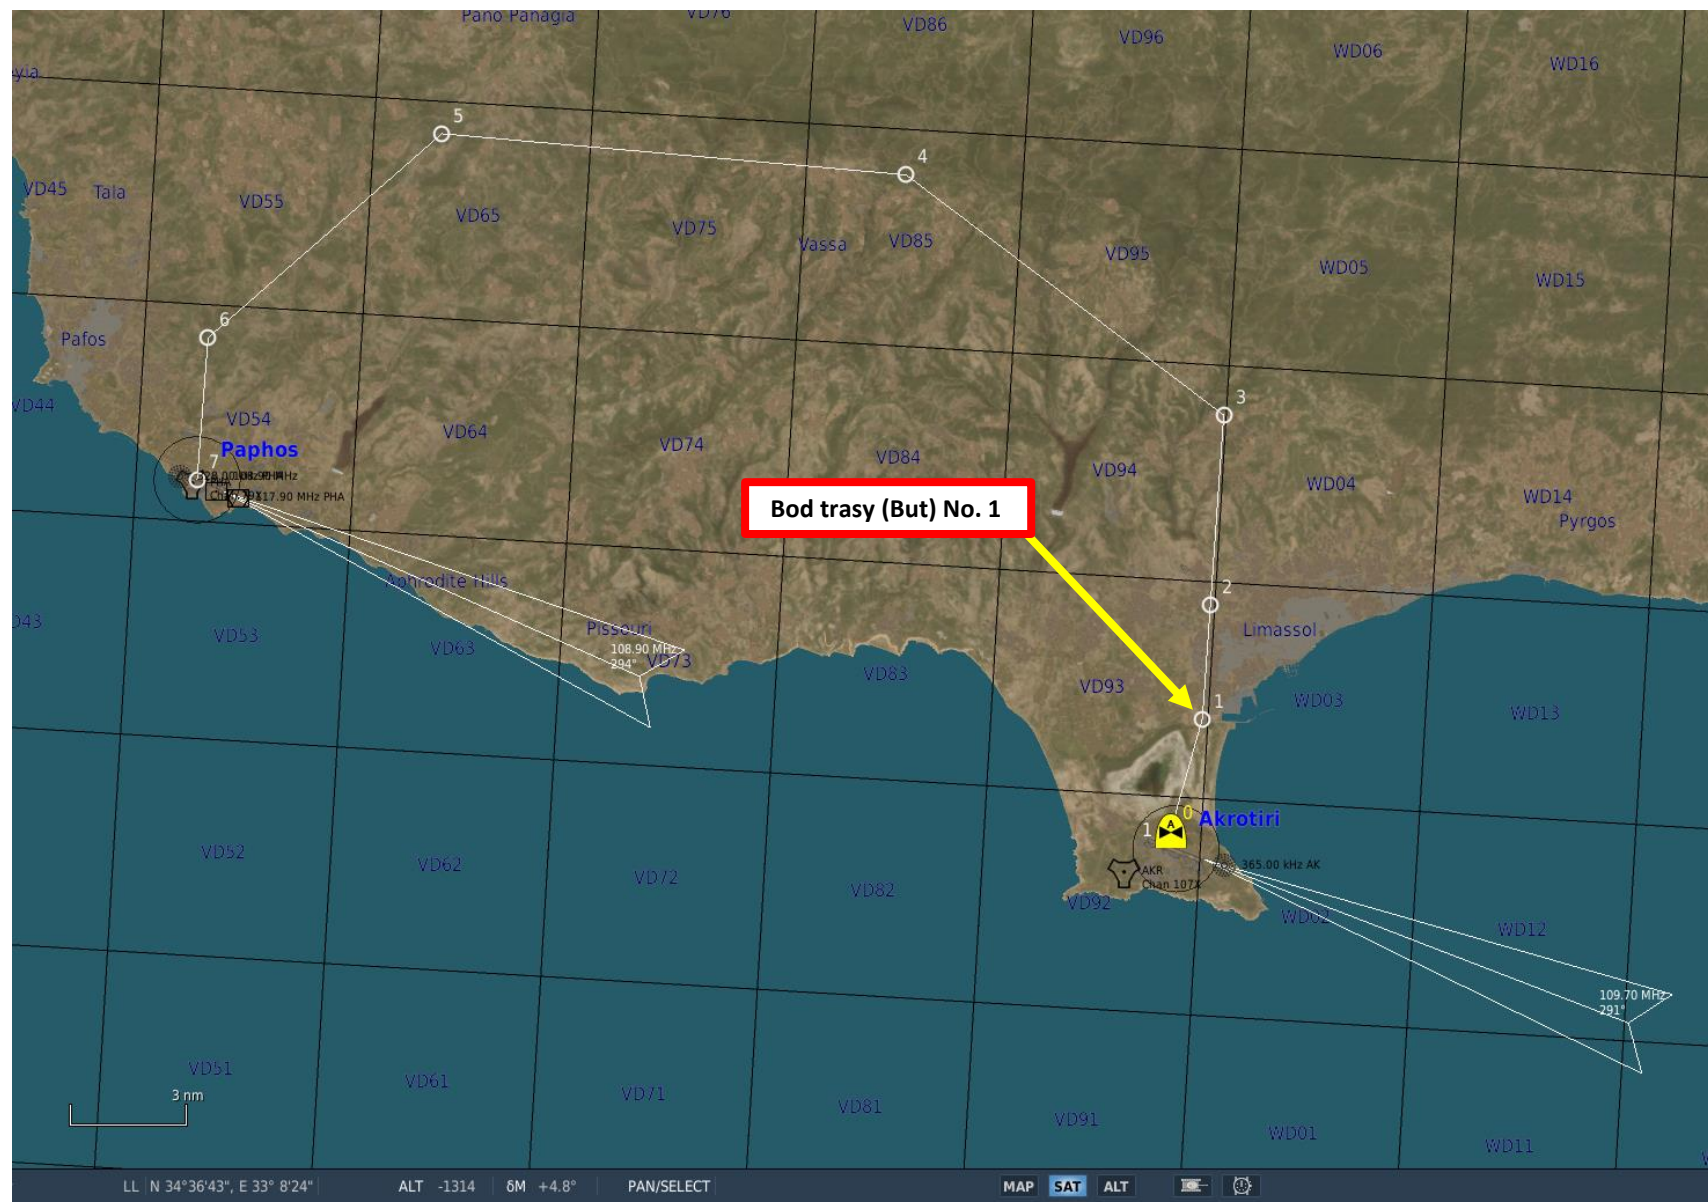 Pano Panagia
VD76
VD86
VD96
WD06
WD16
yia
5
4
VD45
Tala
VD55
VD65
VD75
Vassa
VD85
VD95
WD05
WD15
6
Pafos
VD44
VD54
VD64
VD74
VD84
3
VD94
WD04
WD14
Pyrgos
Paphos
7
117.90 MHz PHA
Bod trasy (But) No. 1
Aphrodite Hills
2
D43
VD53
VD63
Pissouri
108.90 MHz
294°
VD73
VD83
VD93
Limassol
1
WD03
WD13
0
Akrotiri
1
A
365.00 kHz AK
AKR
Chan 107X
VD52
VD62
VD72
VD82
VD92
WD02
WD12
109.70 MHz
291°
VD51
VD61
VD71
VD81
VD91
WD01
WD11
3 nm
LL N 34°36'43", E 33° 8'24" ALT -1314 δM +4.8° PAN/SELECT MAP SAT ALT